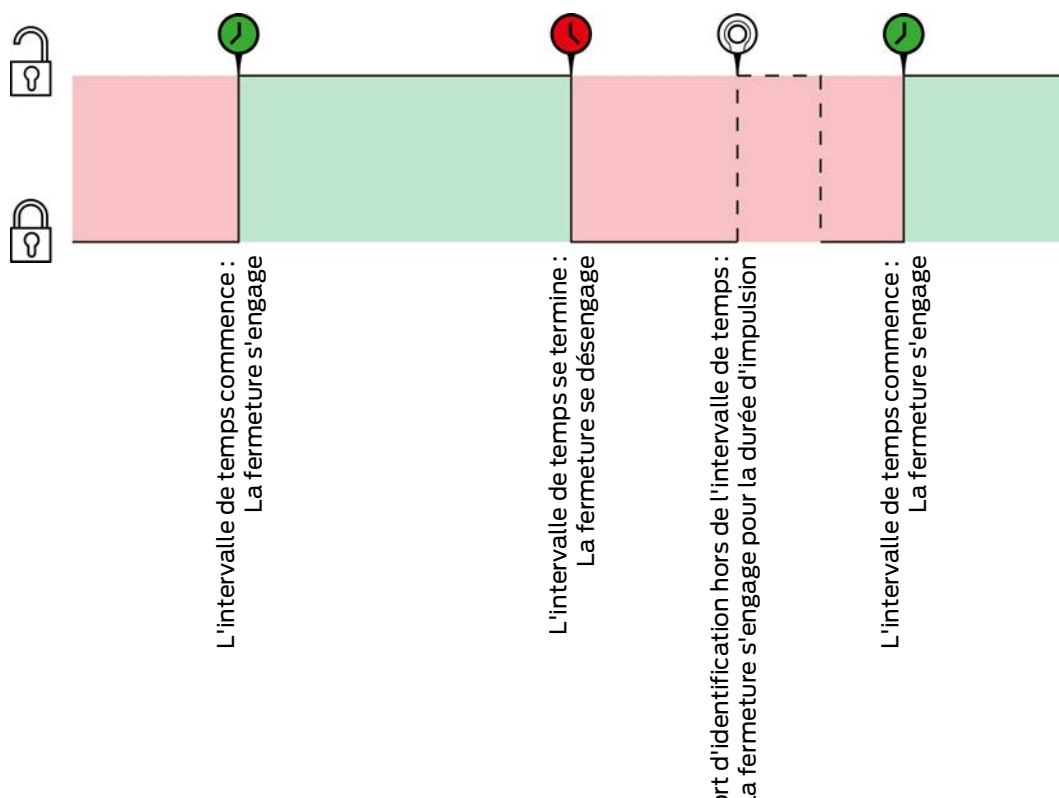 L'intervalle de temps commence :
La fermeture s'engage
L'intervalle de temps se termine :
La fermeture se désengage
d'identification hors de l'intervalle de temps :
fermeture s'engage pour la durée d'impulsion
L'intervalle de temps commence :
La fermeture s'engage